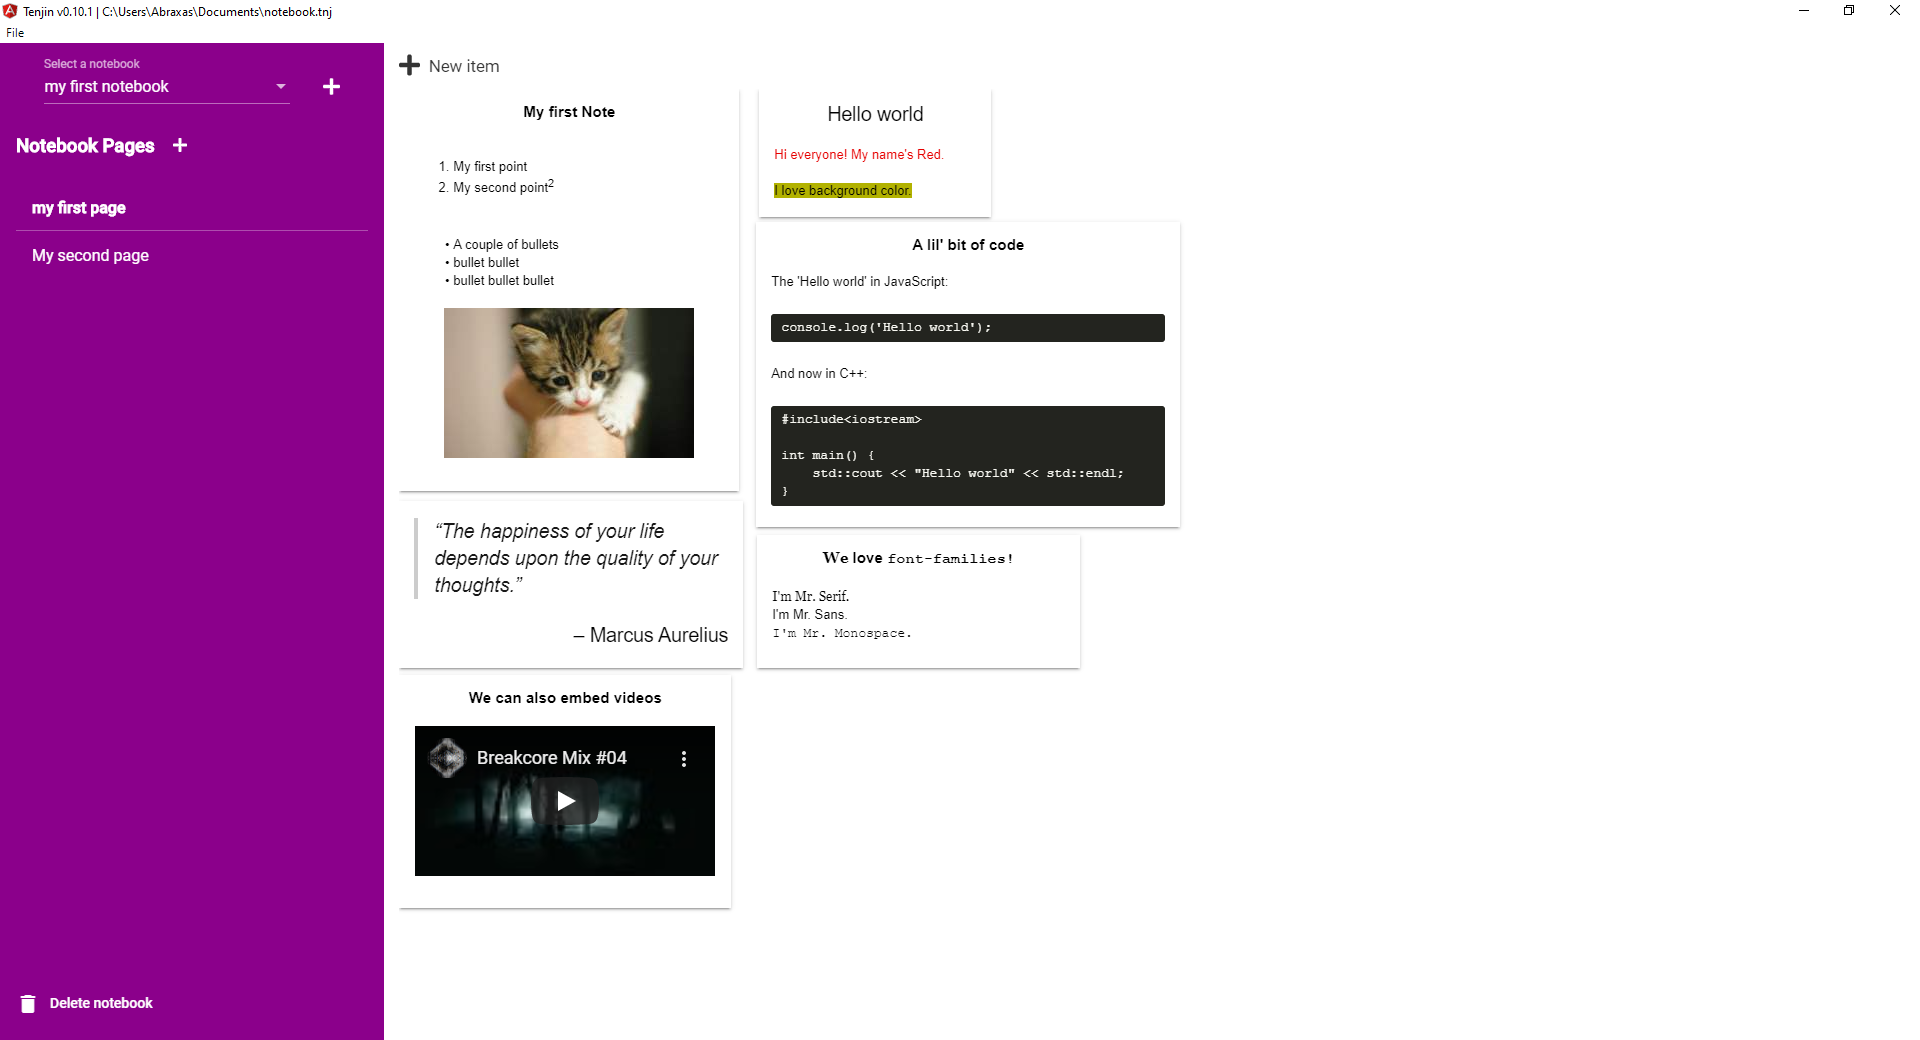 Tenjin v0.10.1 | C:\Users\Abraxas\Documents\notebook.tnj
File
Select a notebook
my first notebook
Notebook Pages
my first page
My second page
Delete notebook
New item
My first Note
1. My first point
2. My second point²
• A couple of bullets
• bullet bullet
• bullet bullet bullet
“The happiness of your life
depends upon the quality of your
thoughts.”
– Marcus Aurelius
We can also embed videos
Breakcore Mix #04
Hello world
Hi everyone! My name's Red.
I love background color.
A lil' bit of code
The 'Hello world' in JavaScript:
console.log('Hello world');
And now in C++:
#include<iostream>
int main() {
    std::cout << "Hello world" << std::endl;
}
We love font-families!
I'm Mr. Serif.
I'm Mr. Sans.
I'm Mr. Monospace.